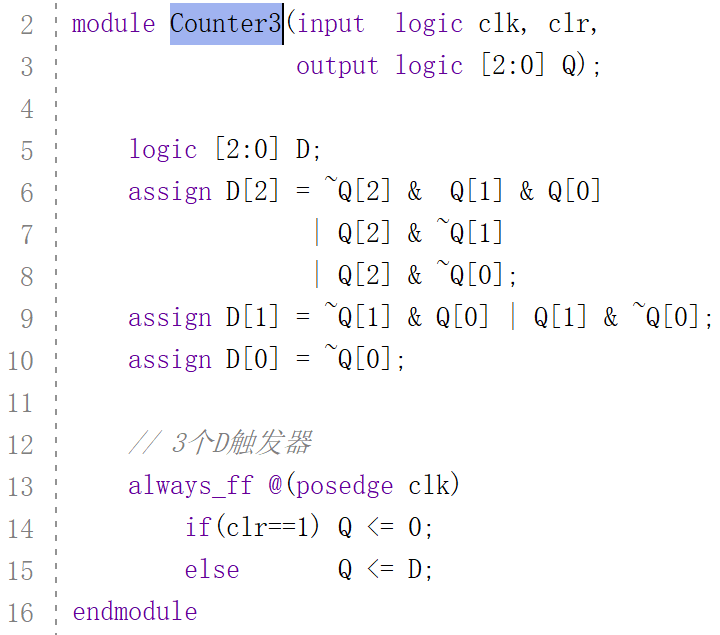 2 module Counter3(input  logic clk, clr,
3                 output logic [2:0] Q);
4
5     logic [2:0] D;
6     assign D[2] = ~Q[2] &  Q[1] & Q[0]
7                 | Q[2] & ~Q[1]
8                 | Q[2] & ~Q[0];
9     assign D[1] = ~Q[1] & Q[0] | Q[1] & ~Q[0];
10     assign D[0] = ~Q[0];
11
12     // 3个D触发器
13     always_ff @(posedge clk)
14         if(clr==1) Q <= 0;
15         else       Q <= D;
16 endmodule